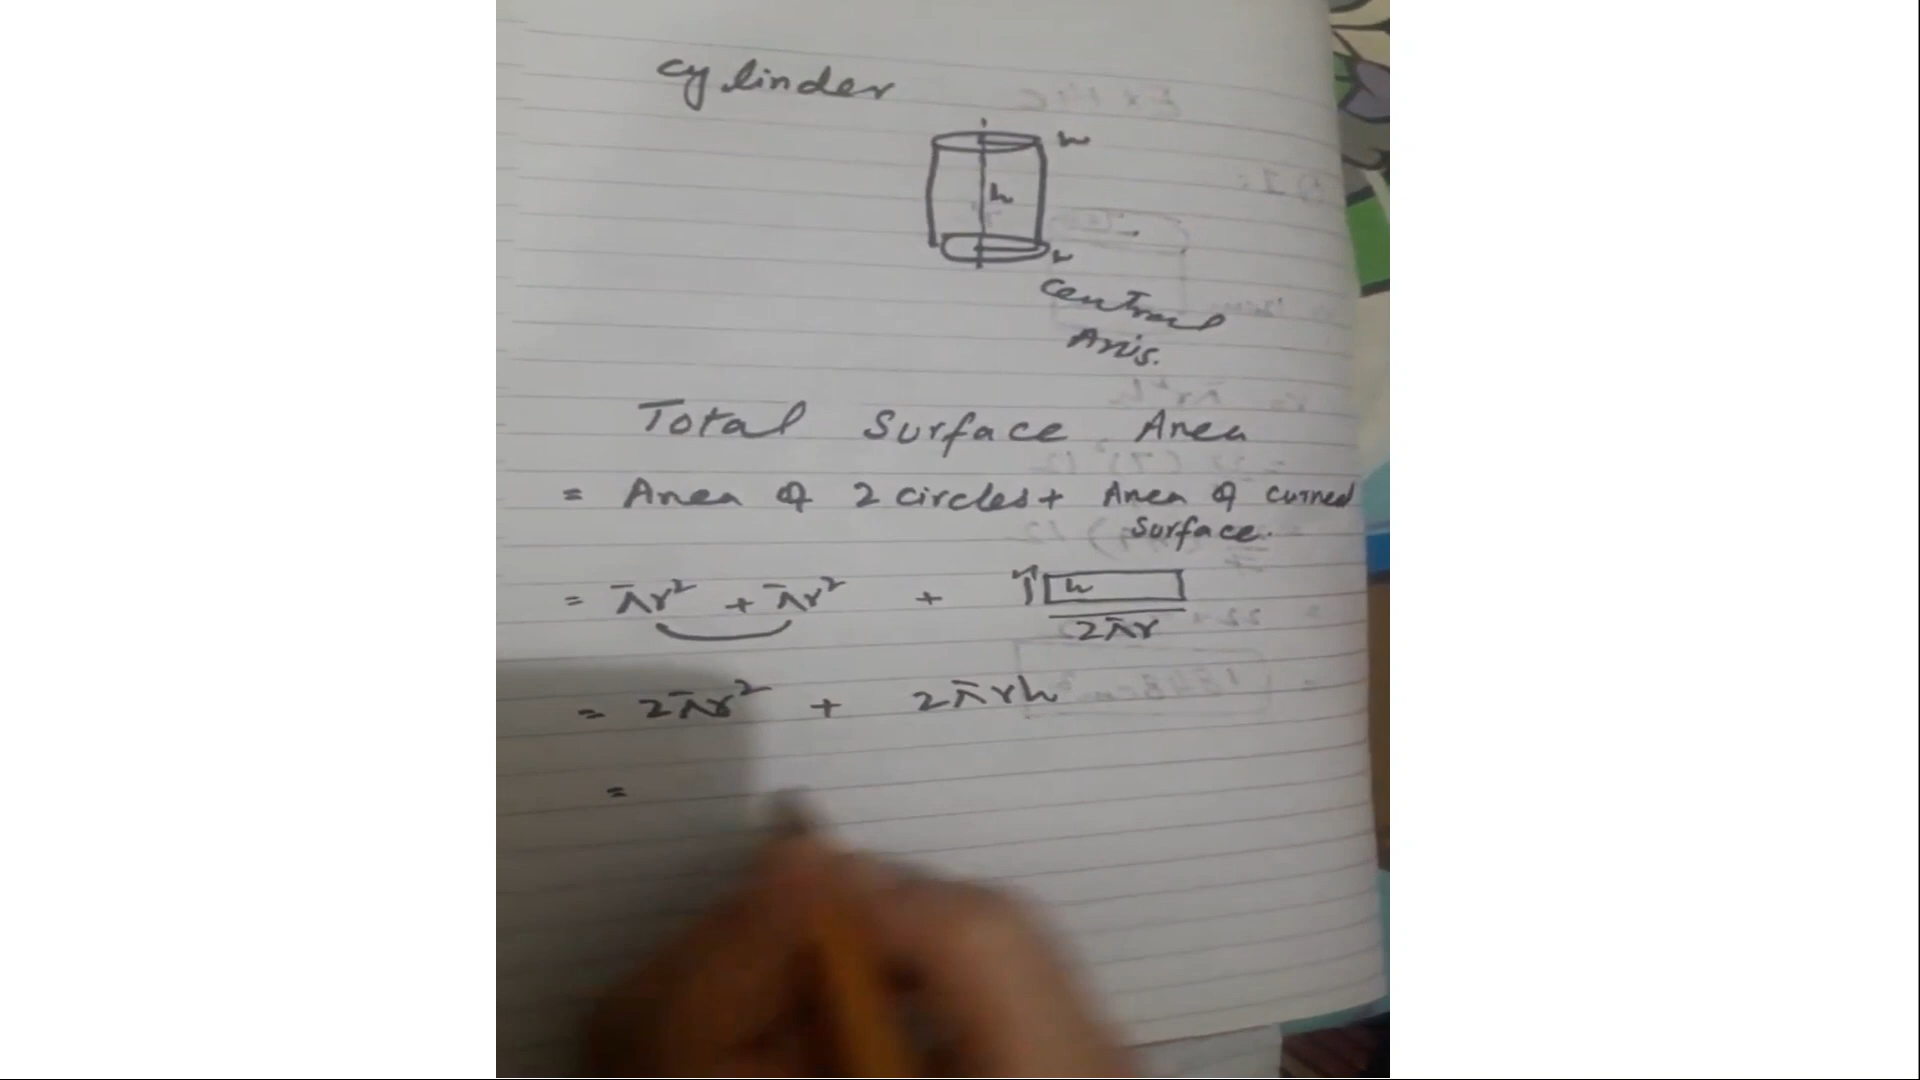 cylinder
h
central
Axis.
Total Surface Area
= Area of 2 circles + Area of curved
surface.
= πr² + πr² + h
2πr
= 2πr² + 2πrh
=